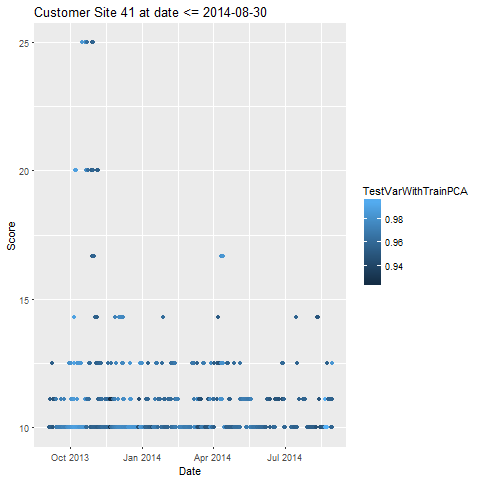 Customer Site 41 at date <= 2014-08-30
25
20
15
10
Score
Oct 2013
Jan 2014
Apr 2014
Jul 2014
Date
TestVarWithTrainPCA
0.98
0.96
0.94